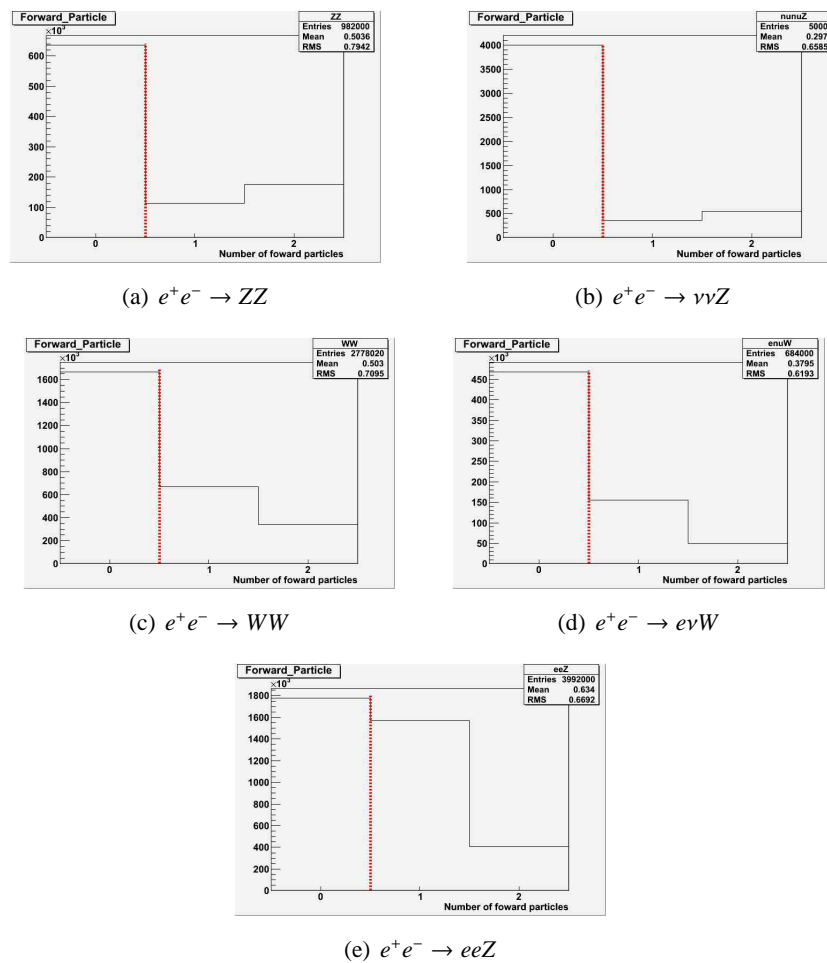 Forward_Particle
ZZ
Entries 982000
Mean 0.5036
RMS 0.7942
×10³
600
500
400
300
200
100
0
0 1 2
Number of foward particles
(a) e⁺e⁻ → ZZ
Forward_Particle
nunuZ
Entries 5000
Mean 0.297
RMS 0.6585
4000
3500
3000
2500
2000
1500
1000
500
0
0 1 2
Number of foward particles
(b) e⁺e⁻ → ννZ
Forward_Particle
WW
Entries 2778020
Mean 0.503
RMS 0.7095
×10³
1600
1400
1200
1000
800
600
400
200
0
0 1 2
Number of foward particles
(c) e⁺e⁻ → WW
Forward_Particle
enuW
Entries 684000
Mean 0.3795
RMS 0.6193
×10³
450
400
350
300
250
200
150
100
50
0
0 1 2
Number of foward particles
(d) e⁺e⁻ → eνW
Forward_Particle
eeZ
Entries 3992000
Mean 0.634
RMS 0.6692
×10³
1800
1600
1400
1200
1000
800
600
400
200
0
0 1 2
Number of foward particles
(e) e⁺e⁻ → eeZ